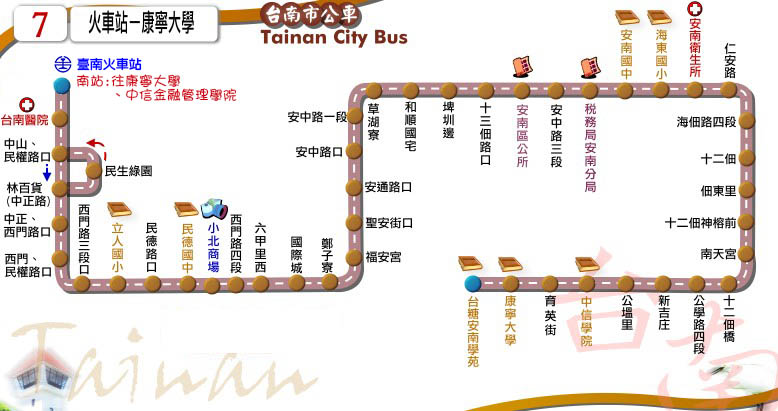 7
火車站－康寧大學
台南市公車
Tainan City Bus
臺南火車站
南站:往康寧大學
、中信金融管理學院
台南醫院
中山、
民權路口
民生綠園
林百貨
(中正路)
中正、
西門路口
西門、
民權路口
西門路三段口
立人國小
民德路口
民德國中
小北商場
西門路四段
六甲里西
國際城
鄭子寮
福安宮
聖安街口
安通路口
安中路口
安中路一段
草湖寮
和順國宅
埤圳邊
十三佃路口
安南區公所
安中路三段
稅務局安南分局
安南國中
海東國小
安南衛生所
仁安路
海佃路四段
十二佃
佃東里
十二佃神榕前
南天宮
十二佃橋
公學路四段
新吉庄
公塭里
中信學院
育英街
康寧大學
台糖安南學苑
Tainan
台南